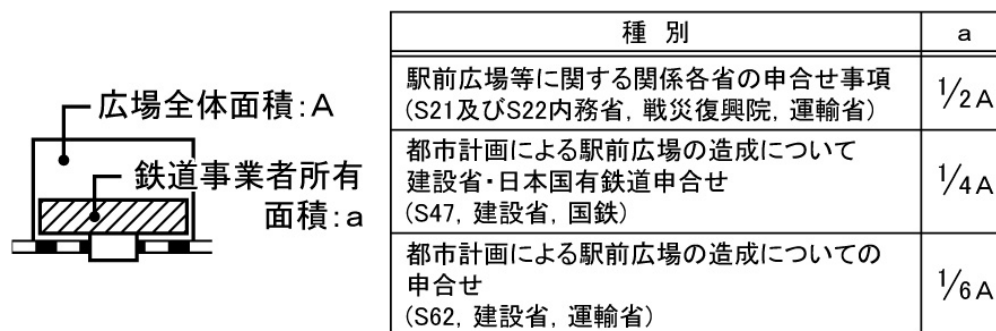 広場全体面積:A
鉄道事業者所有
面積:a
種 別
a
駅前広場等に関する関係各省の申合せ事項
(S21及びS22内務省, 戦災復興院, 運輸省)
1/2A
都市計画による駅前広場の造成について
建設省・日本国有鉄道申合せ
(S47, 建設省, 国鉄)
1/4A
都市計画による駅前広場の造成についての
申合せ
(S62, 建設省, 運輸省)
1/6A